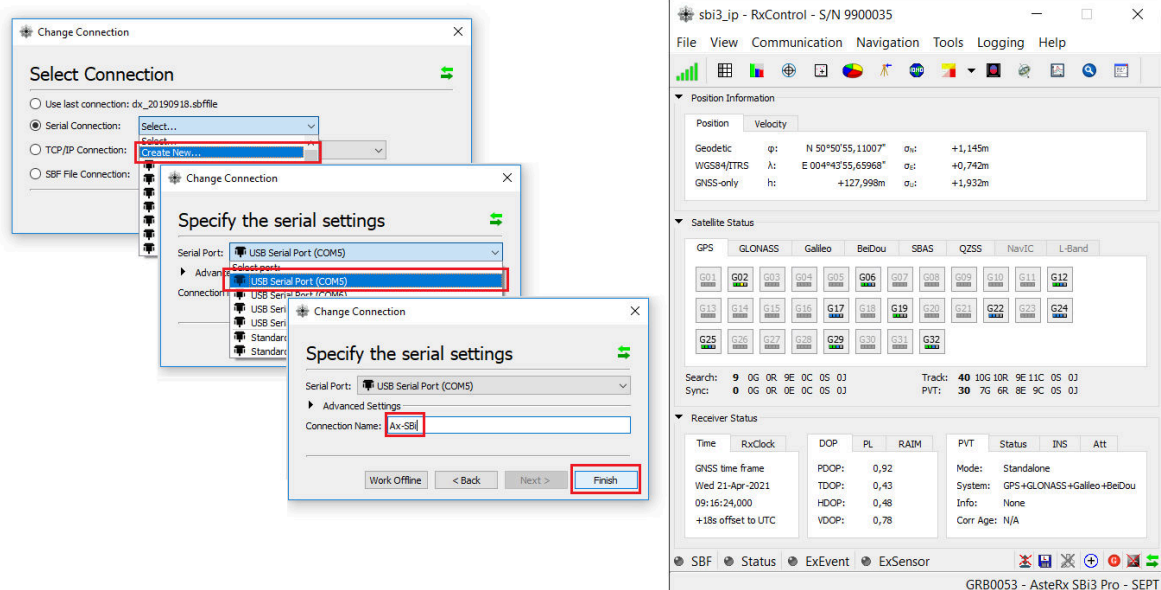 Change Connection
Select Connection
Use last connection: dx_20190918.sbffile
Serial Connection: Select...
Select...
Create New...
TCP/IP Connection:
SBF File Connection:
Change Connection
Specify the serial settings
Serial Port: USB Serial Port (COM5)
Select port:
USB Serial Port (COM5)
USB Serial Port (COM6)
Connection
USB Seri
USB Seri
Standard
Standard
Change Connection
Specify the serial settings
Serial Port: USB Serial Port (COM5)
Advanced Settings
Connection Name: Ax-SBi
Work Offline < Back Next > Finish
sbi3_ip - RxControl - S/N 9900035
File View Communication Navigation Tools Logging Help
Position Information
Position Velocity
Geodetic φ: N 50°50'55,11007" σN: +1,145m
WGS84/ITRS λ: E 004°43'55,65968" σE: +0,742m
GNSS-only h: +127,998m σU: +1,932m
Satellite Status
GPS GLONASS Galileo BeiDou SBAS QZSS NavIC L-Band
G01 G02 G03 G04 G05 G06 G07 G08 G09 G10 G11 G12
G13 G14 G15 G16 G17 G18 G19 G20 G21 G22 G23 G24
G25 G26 G27 G28 G29 G30 G31 G32
Search: 9 0G 0R 9E 0C 0S 0J Track: 40 10G 10R 9E 11C 0S 0J
Sync: 0 0G 0R 0E 0C 0S 0J PVT: 30 7G 6R 8E 9C 0S 0J
Receiver Status
Time RxClock DOP PL RAIM PVT Status INS Att
GNSS time frame PDOP: 0,92 Mode: Standalone
Wed 21-Apr-2021 TDOP: 0,43 System: GPS+GLONASS+Galileo+BeiDou
09:16:24,000 HDOP: 0,48 Info: None
+18s offset to UTC VDOP: 0,78 Corr Age: N/A
SBF Status ExEvent ExSensor
GRB0053 - AsteRx SBi3 Pro - SEPT